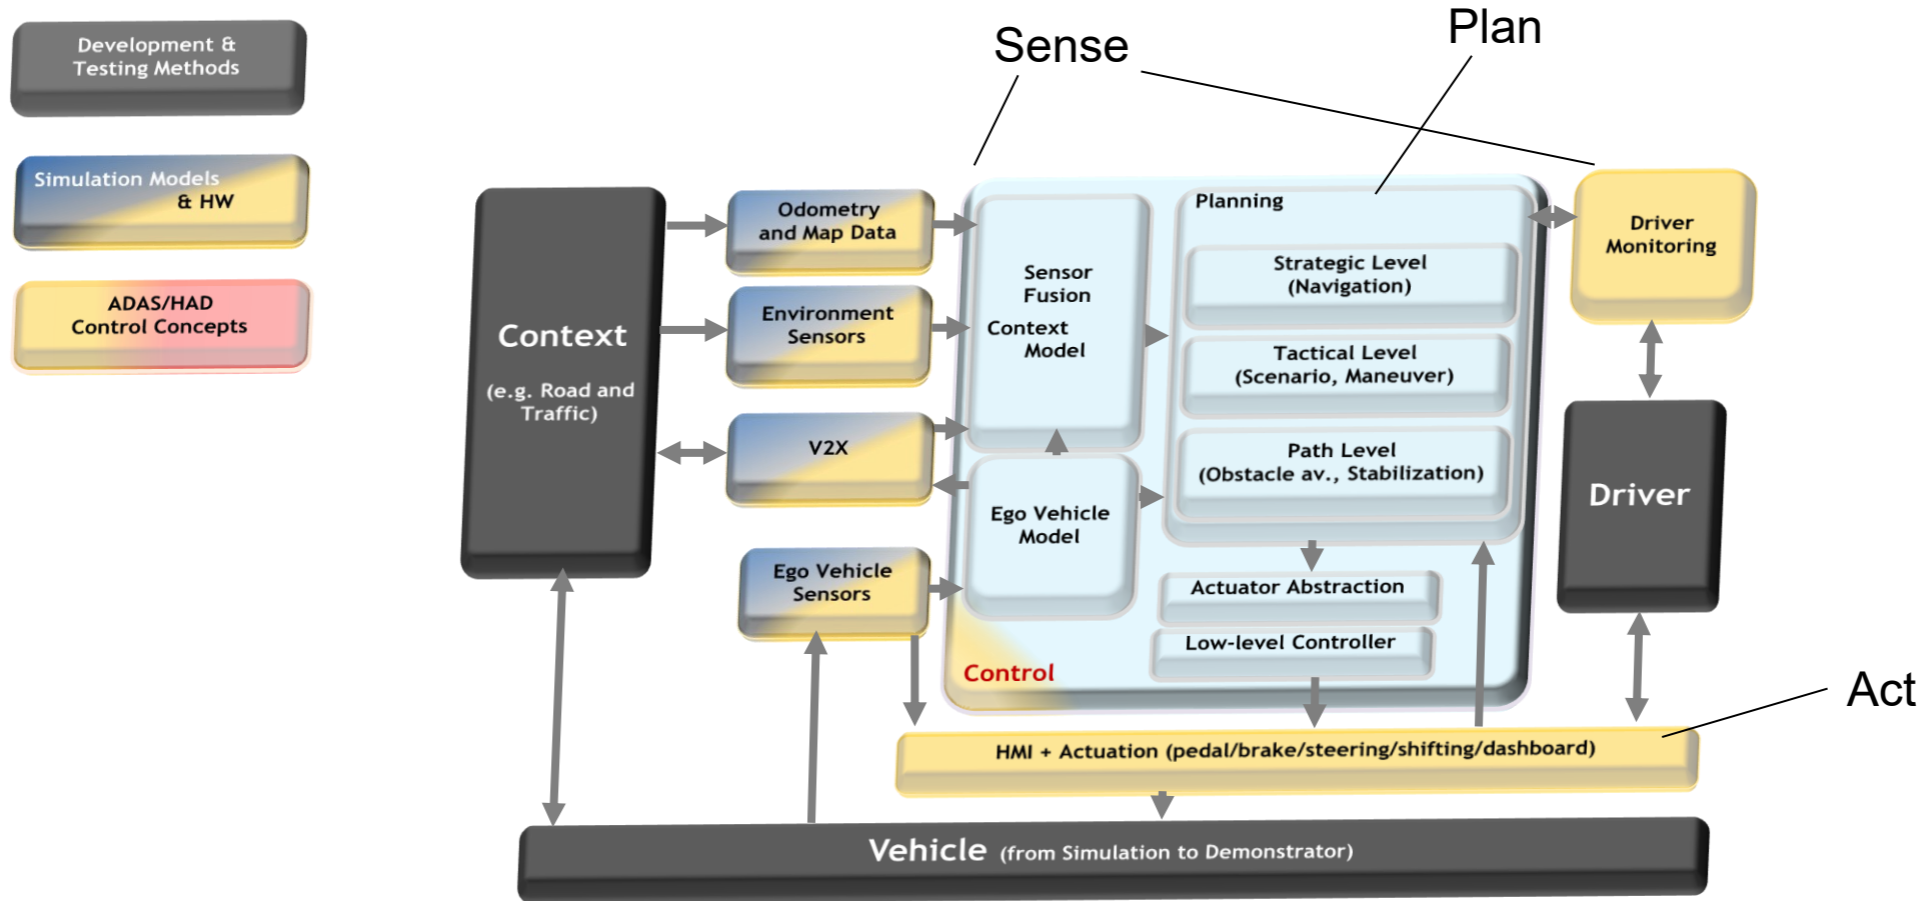 Development &
Testing Methods
Simulation Models
& HW
ADAS/HAD
Control Concepts
Sense
Plan
Context
(e.g. Road and
Traffic)
Odometry
and Map Data
Environment
Sensors
V2X
Ego Vehicle
Sensors
Sensor
Fusion
Context
Model
Ego Vehicle
Model
Control
Planning
Strategic Level
(Navigation)
Tactical Level
(Scenario, Maneuver)
Path Level
(Obstacle av., Stabilization)
Actuator Abstraction
Low-level Controller
Driver
Monitoring
Driver
Act
HMI + Actuation (pedal/brake/steering/shifting/dashboard)
Vehicle (from Simulation to Demonstrator)